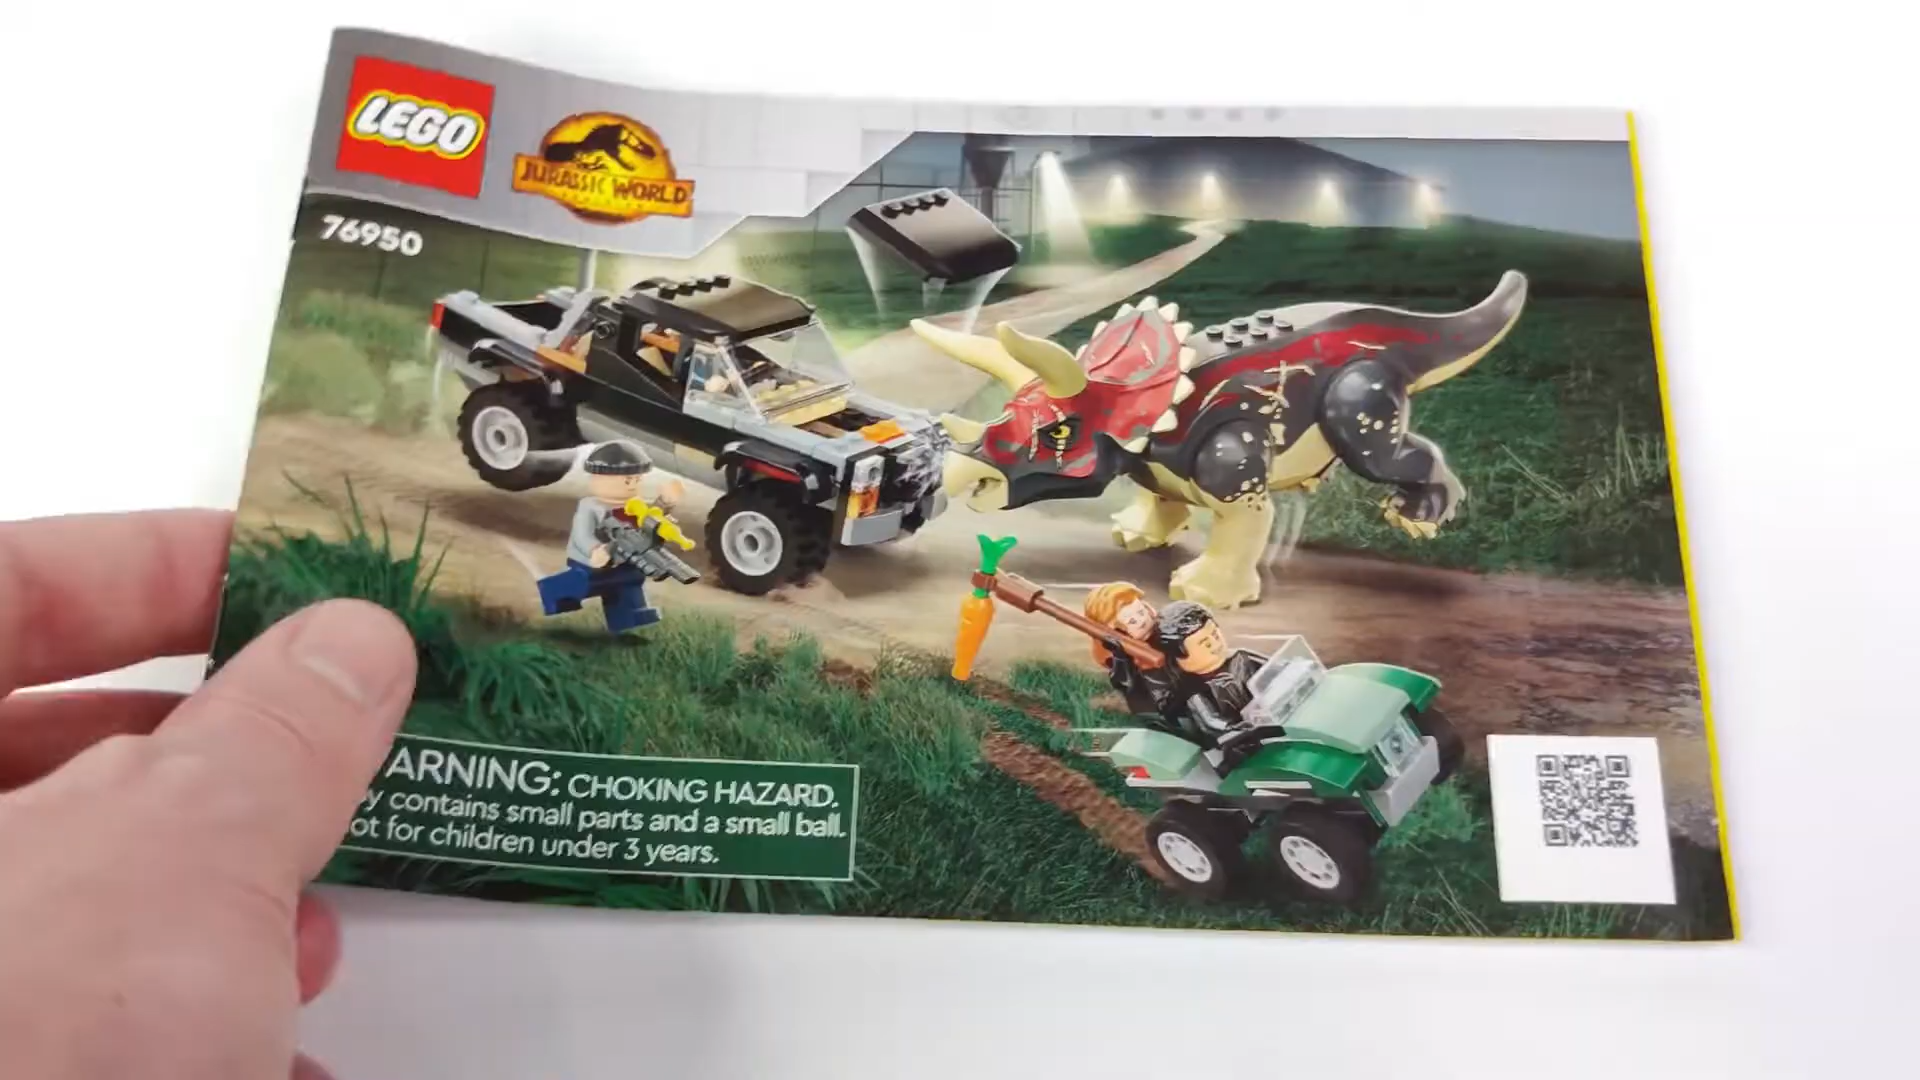 LEGO
JURASSIC WORLD
76950
ARNING: CHOKING HAZARD.
y contains small parts and a small ball.
ot for children under 3 years.